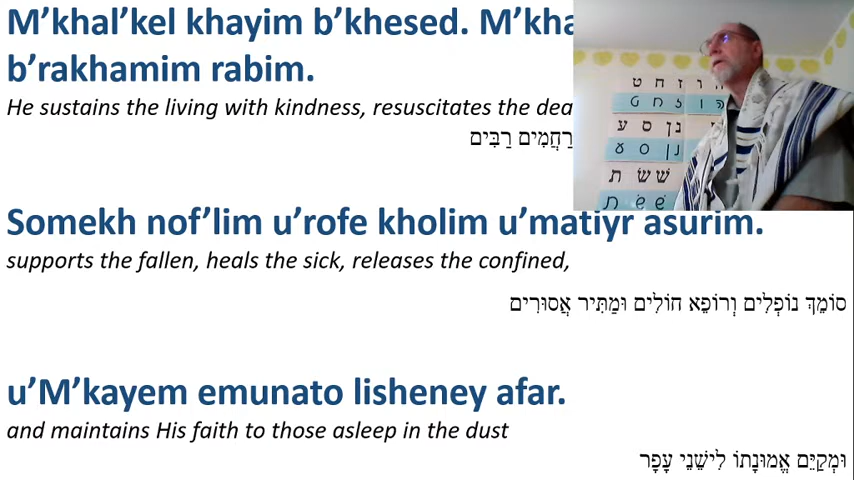 M'khal'kel khayim b'khesed. M'kha
b'rakhamim rabim.
He sustains the living with kindness, resuscitates the dea
רַחֲמִים רַבִּים
ו ז ח ט
ה ו ז ח ט
נן ס ע
נן ס ע
שׁשׂ ת
שׁשׂ ת
Somekh nof'lim u'rofe kholim u'matiyr asurim.
supports the fallen, heals the sick, releases the confined,
סוֹמֵךְ נוֹפְלִים וְרוֹפֵא חוֹלִים וּמַתִּיר אֲסוּרִים
u'M'kayem emunato lisheney afar.
and maintains His faith to those asleep in the dust
וּמְקַיֵּם אֱמוּנָתוֹ לִישֵׁנֵי עָפָר